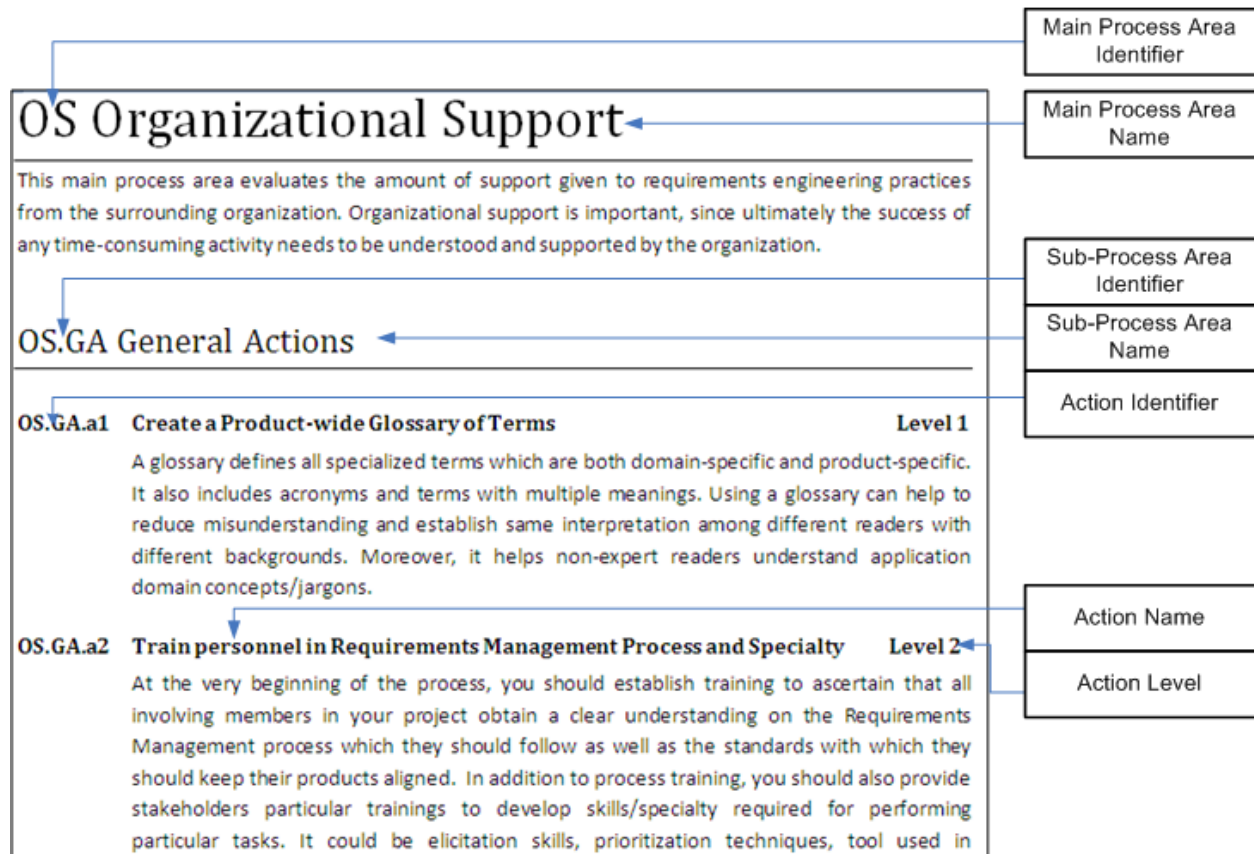 Main Process Area
Identifier
OS Organizational Support
Main Process Area
Name
This main process area evaluates the amount of support given to requirements engineering practices
from the surrounding organization. Organizational support is important, since ultimately the success of
any time-consuming activity needs to be understood and supported by the organization.
Sub-Process Area
Identifier
OS.GA General Actions
Sub-Process Area
Name
Action Identifier
OS.GA.a1 Create a Product-wide Glossary of Terms Level 1
A glossary defines all specialized terms which are both domain-specific and product-specific.
It also includes acronyms and terms with multiple meanings. Using a glossary can help to
reduce misunderstanding and establish same interpretation among different readers with
different backgrounds. Moreover, it helps non-expert readers understand application
domain concepts/jargons.
Action Name
OS.GA.a2 Train personnel in Requirements Management Process and Specialty Level 2
Action Level
At the very beginning of the process, you should establish training to ascertain that all
involving members in your project obtain a clear understanding on the Requirements
Management process which they should follow as well as the standards with which they
should keep their products aligned. In addition to process training, you should also provide
stakeholders particular trainings to develop skills/specialty required for performing
particular tasks. It could be elicitation skills, prioritization techniques, tool used in